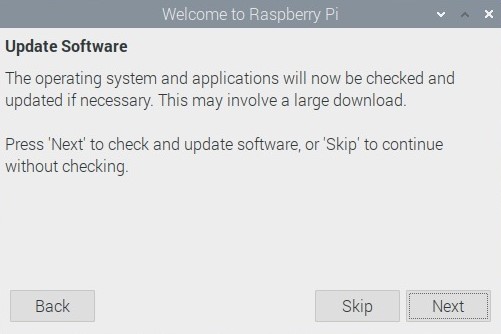 Welcome to Raspberry Pi
Update Software
The operating system and applications will now be checked and
updated if necessary. This may involve a large download.
Press 'Next' to check and update software, or 'Skip' to continue
without checking.
Back
Skip
Next